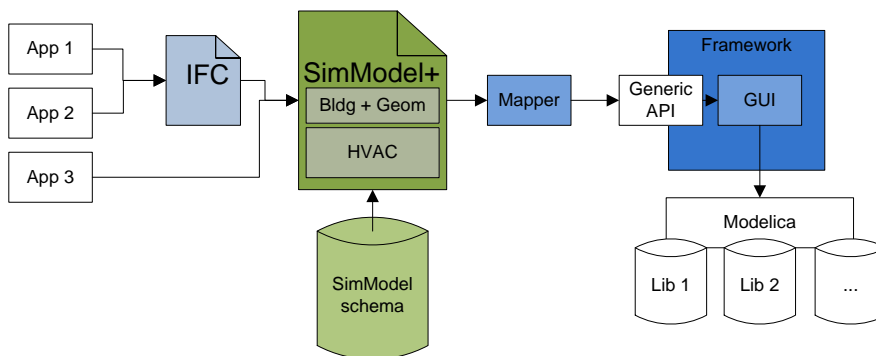 App 1
App 2
App 3
IFC
SimModel+
Bldg + Geom
HVAC
SimModel
schema
Mapper
Generic
API
Framework
GUI
Modelica
Lib 1
Lib 2
...